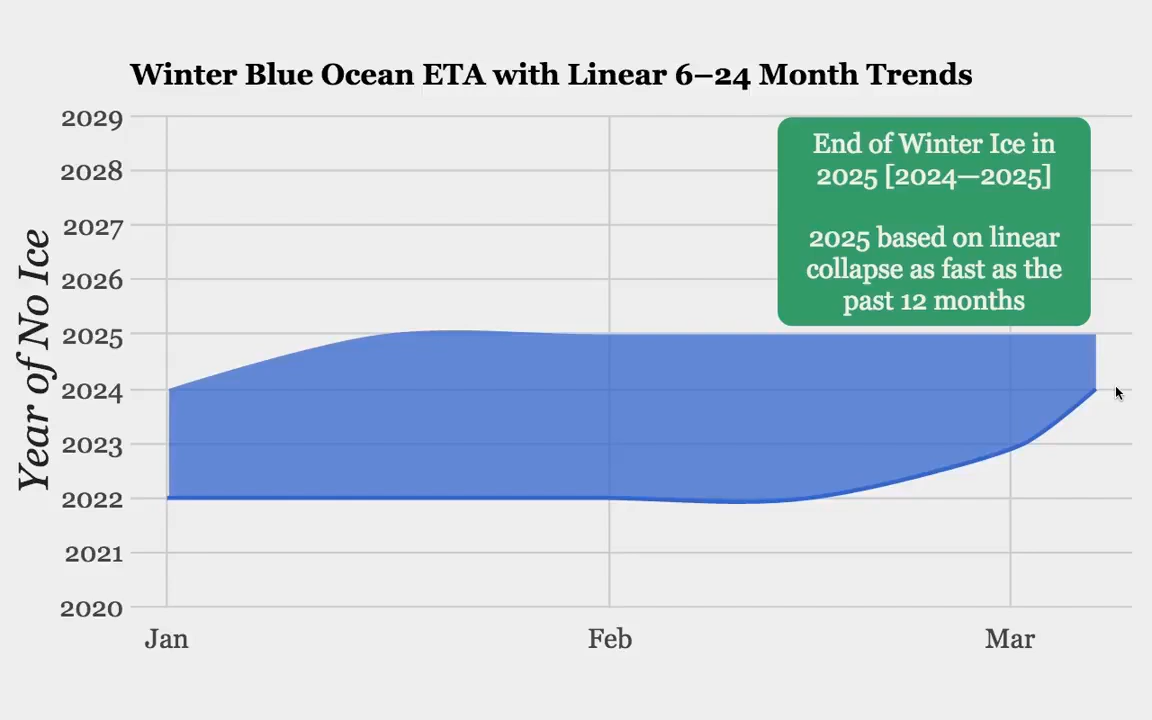 Winter Blue Ocean ETA with Linear 6–24 Month Trends
Year of No Ice
2029
2028
2027
2026
2025
2024
2023
2022
2021
2020
End of Winter Ice in
2025 [2024—2025]
2025 based on linear
collapse as fast as the
past 12 months
Jan
Feb
Mar